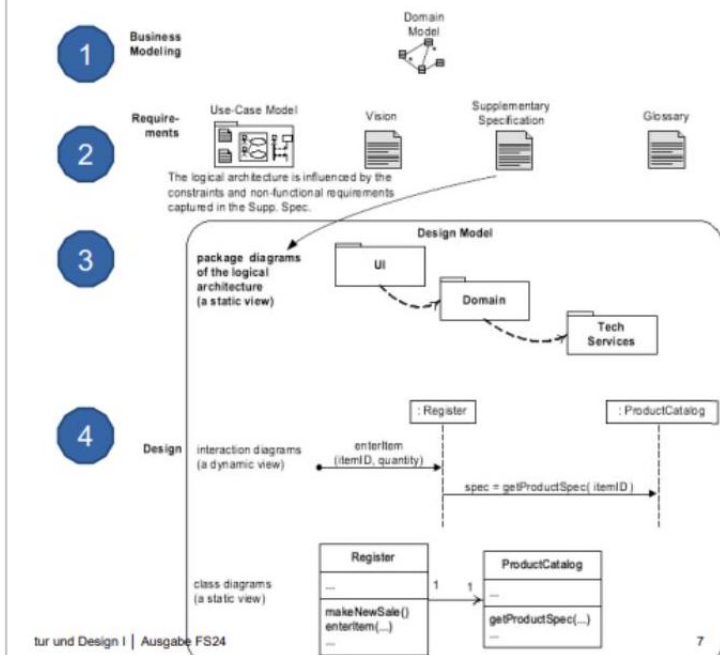 1
Business
Modeling
Domain
Model
2
Require-
ments
Use-Case Model
Vision
Supplementary
Specification
Glossary
The logical architecture is influenced by the
constraints and non-functional requirements
captured in the Supp. Spec.
3
Design Model
package diagrams
of the logical
architecture
(a static view)
UI
Domain
Tech
Services
4
Design
interaction diagrams
(a dynamic view)
: Register
: ProductCatalog
enterItem
(itemID, quantity)
spec = getProductSpec( itemID )
class diagrams
(a static view)
Register
...
makeNewSale()
enterItem(...)
...
1
1
ProductCatalog
...
getProductSpec(...)
...
tur und Design I | Ausgabe FS24
7